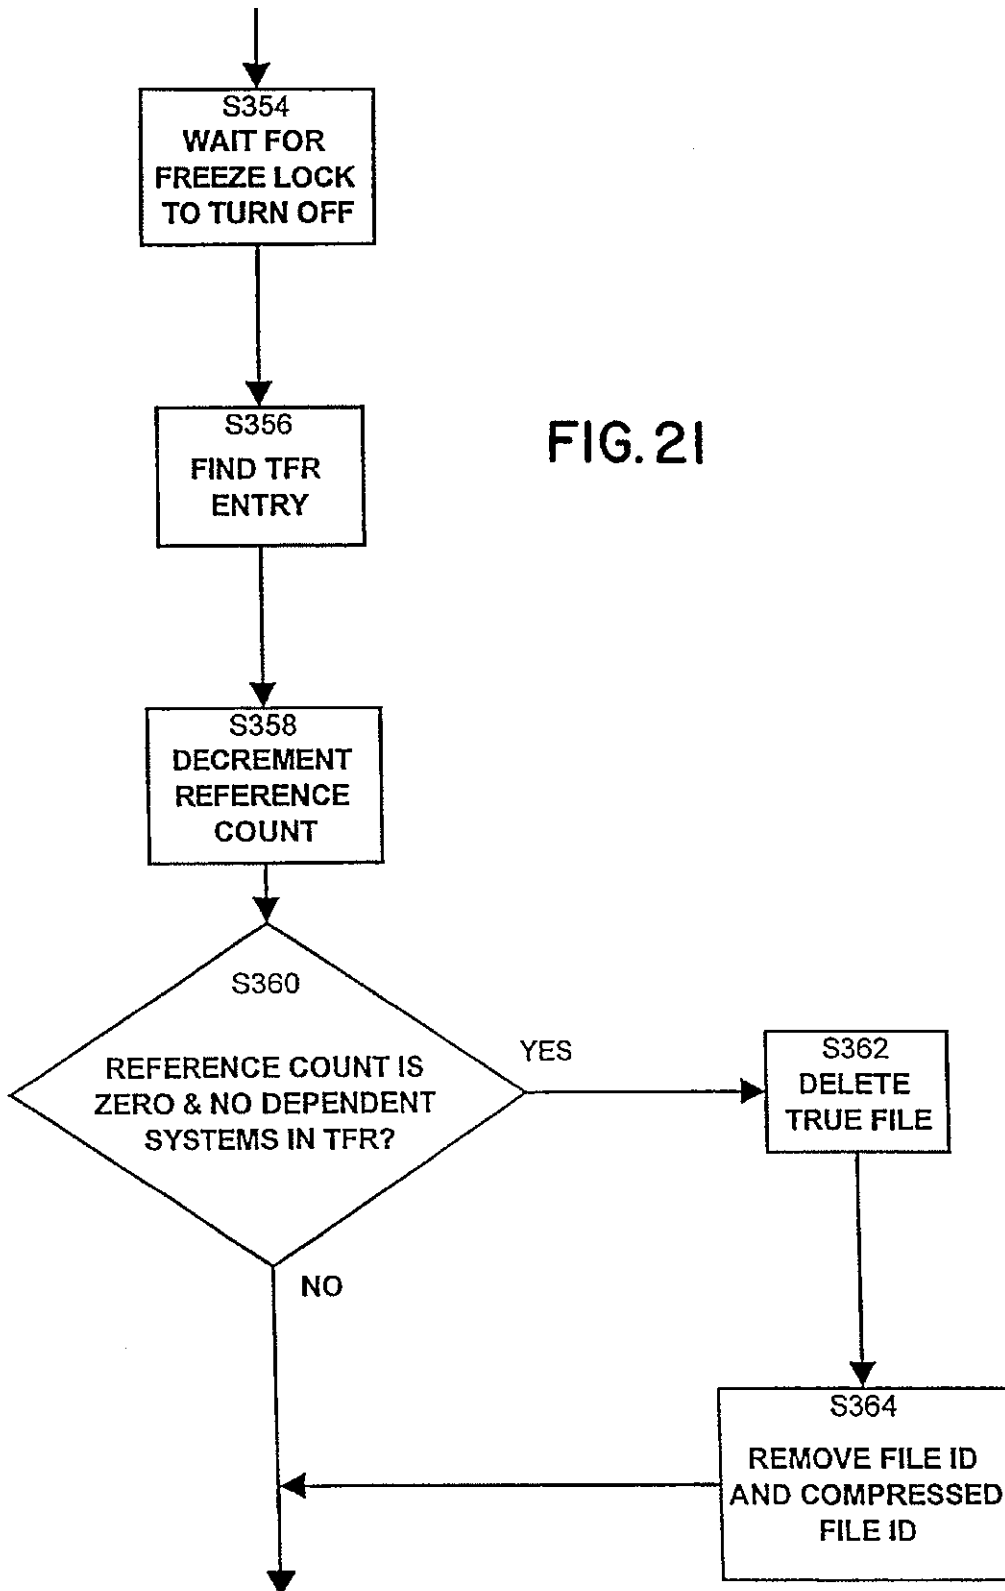 S354
WAIT FOR
FREEZE LOCK
TO TURN OFF
S356
FIND TFR
ENTRY
FIG. 21
S358
DECREMENT
REFERENCE
COUNT
S360
REFERENCE COUNT IS
ZERO & NO DEPENDENT
SYSTEMS IN TFR?
YES
NO
S362
DELETE
TRUE FILE
S364
REMOVE FILE ID
AND COMPRESSED
FILE ID